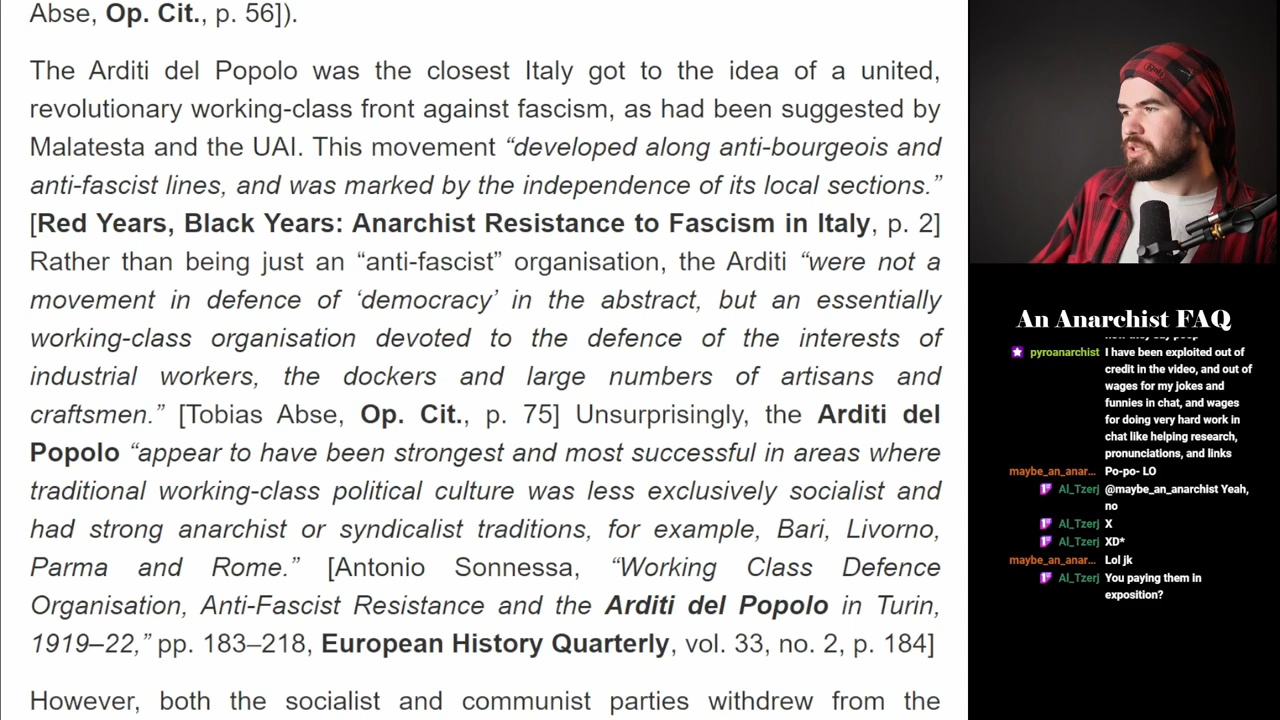 Abse, Op. Cit., p. 56]).
The Arditi del Popolo was the closest Italy got to the idea of a united,
revolutionary working-class front against fascism, as had been suggested by
Malatesta and the UAI. This movement “developed along anti-bourgeois and
anti-fascist lines, and was marked by the independence of its local sections.”
[Red Years, Black Years: Anarchist Resistance to Fascism in Italy, p. 2]
Rather than being just an “anti-fascist” organisation, the Arditi “were not a
movement in defence of ‘democracy’ in the abstract, but an essentially
working-class organisation devoted to the defence of the interests of
industrial workers, the dockers and large numbers of artisans and
craftsmen.” [Tobias Abse, Op. Cit., p. 75] Unsurprisingly, the Arditi del
Popolo “appear to have been strongest and most successful in areas where
traditional working-class political culture was less exclusively socialist and
had strong anarchist or syndicalist traditions, for example, Bari, Livorno,
Parma and Rome.” [Antonio Sonnessa, “Working Class Defence
Organisation, Anti-Fascist Resistance and the Arditi del Popolo in Turin,
1919–22,” pp. 183–218, European History Quarterly, vol. 33, no. 2, p. 184]
However, both the socialist and communist parties withdrew from the
An Anarchist FAQ
pyroanarchist I have been exploited out of
credit in the video, and out of
wages for my jokes and
funnies in chat, and wages
for doing very hard work in
chat like helping research,
pronunciations, and links
maybe_an_anar... Po-po- LO
Al_Tzerj @maybe_an_anarchist Yeah,
no
Al_Tzerj X
Al_Tzerj XD*
maybe_an_anar... Lol jk
Al_Tzerj You paying them in
exposition?